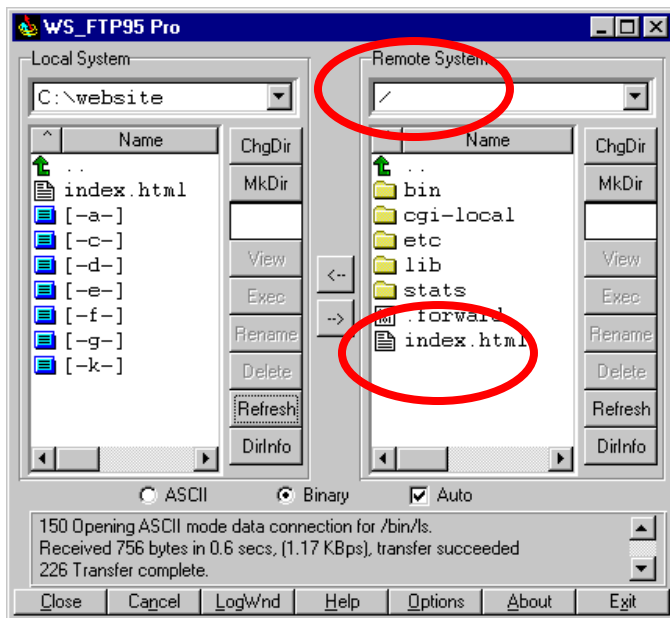 WS_FTP95 Pro
Local System
C:\website
^ Name
..
index.html
[-a-]
[-c-]
[-d-]
[-e-]
[-f-]
[-g-]
[-k-]
ChgDir
MkDir
View
Exec
Rename
Delete
Refresh
DirInfo
<--
-->
Remote System
/
^ Name
..
bin
cgi-local
etc
lib
stats
.forward
index.html
ChgDir
MkDir
View
Exec
Rename
Delete
Refresh
DirInfo
ASCII Binary Auto
150 Opening ASCII mode data connection for /bin/ls.
Received 756 bytes in 0.6 secs, (1.17 KBps), transfer succeeded
226 Transfer complete.
Close Cancel LogWnd Help Options About Exit